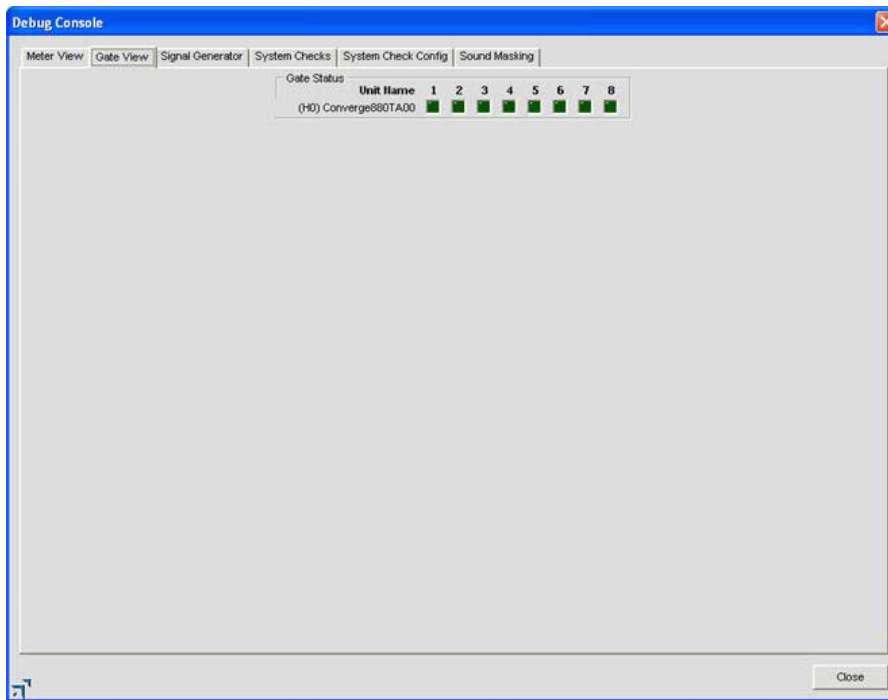 Debug Console
Meter View Gate View Signal Generator System Checks System Check Config Sound Masking
Gate Status
Unit Name 1 2 3 4 5 6 7 8
(H0) Converge880TA00
Close